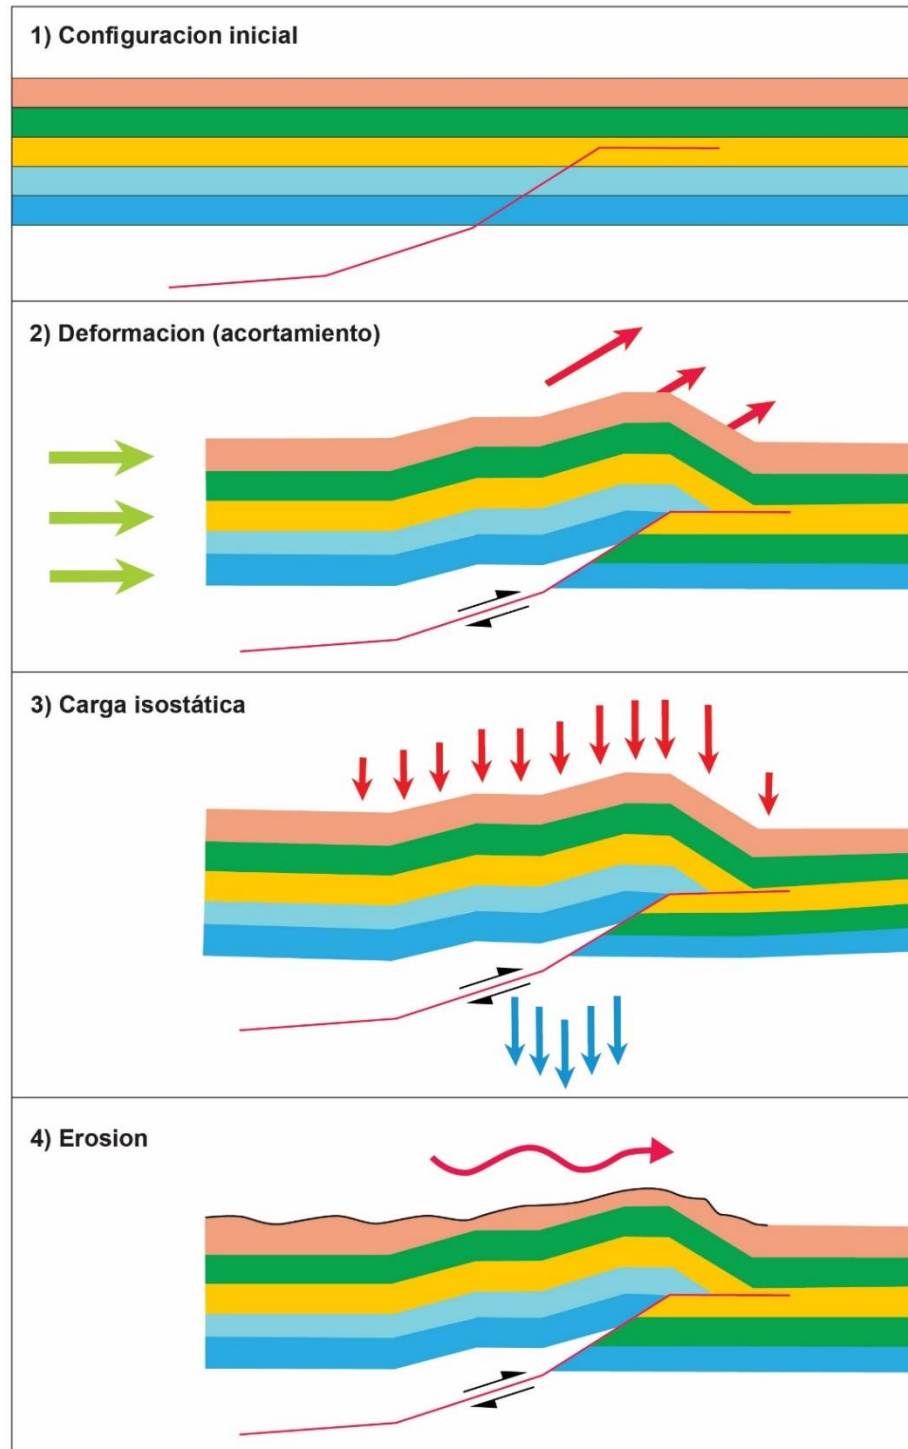 1) Configuracion inicial
2) Deformacion (acortamiento)
3) Carga isostática
4) Erosion